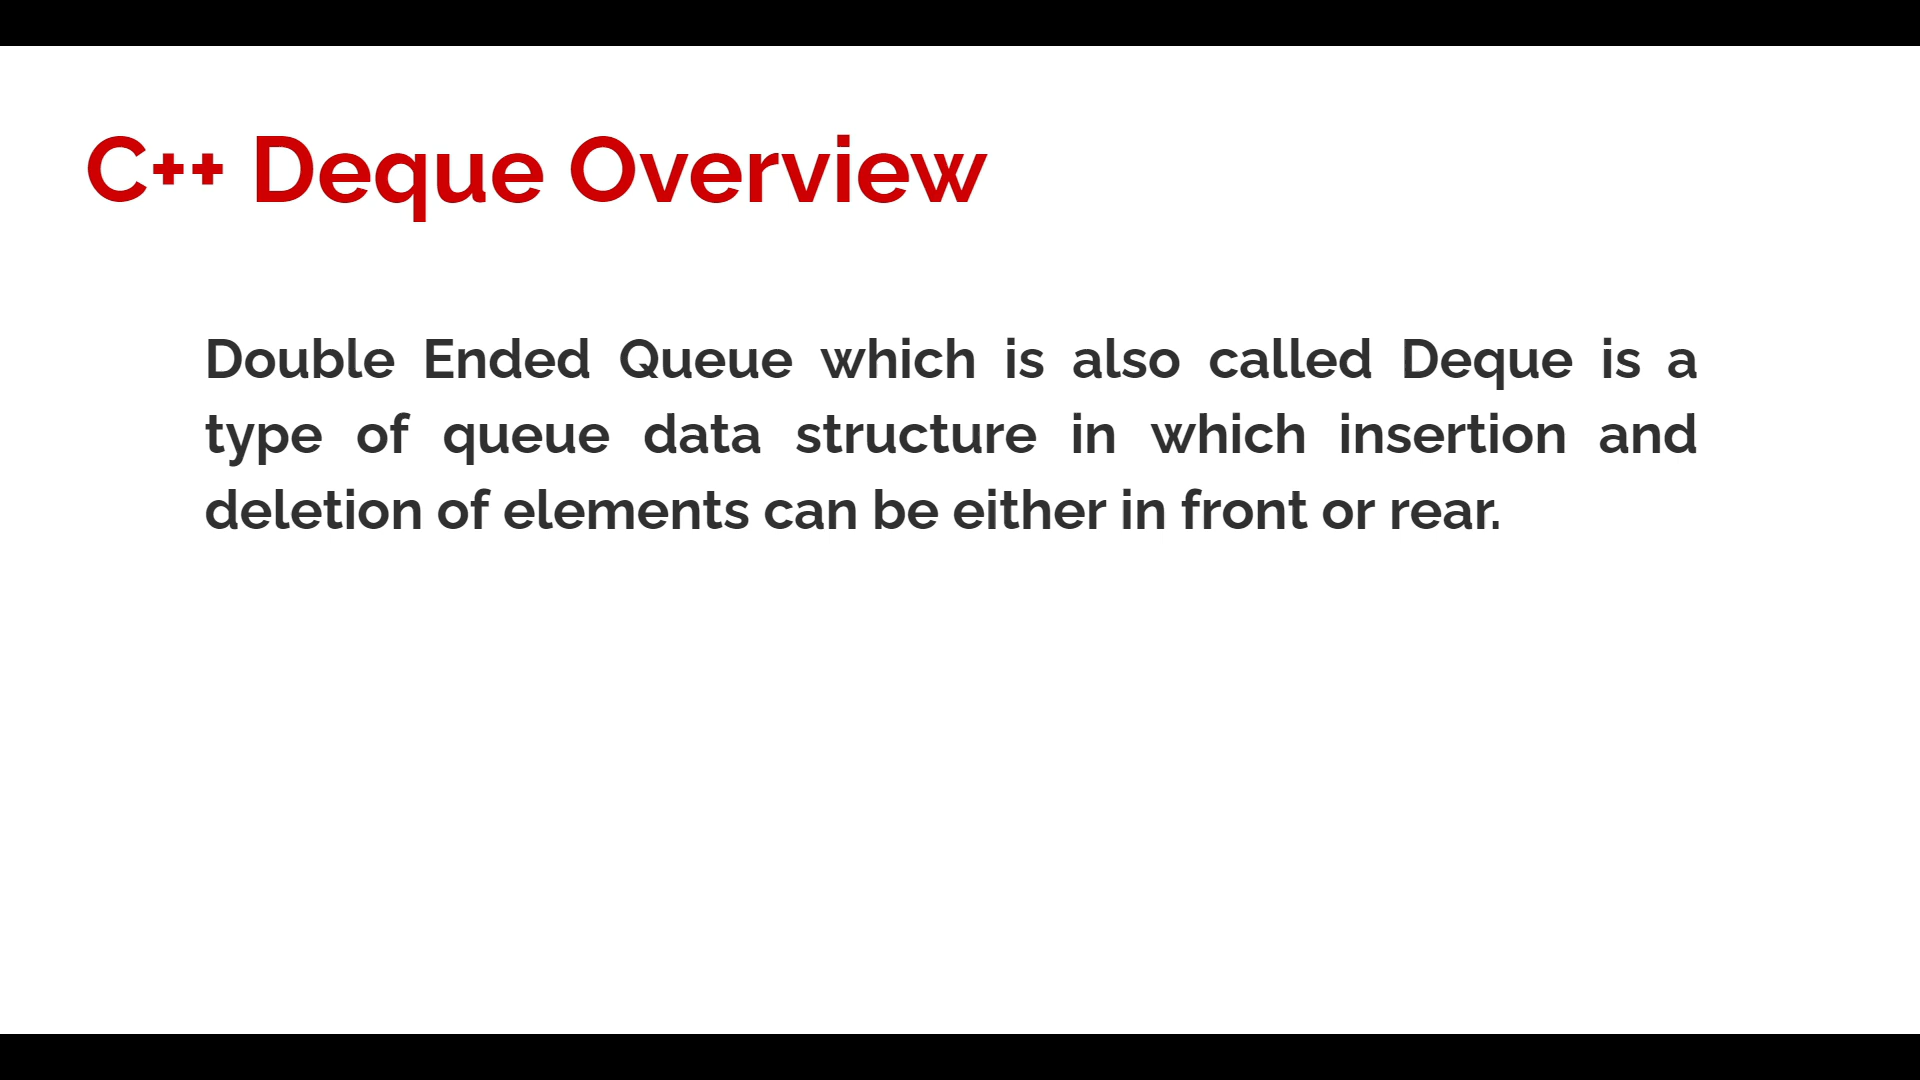 C++ Deque Overview
Double Ended Queue which is also called Deque is a
type of queue data structure in which insertion and
deletion of elements can be either in front or rear.